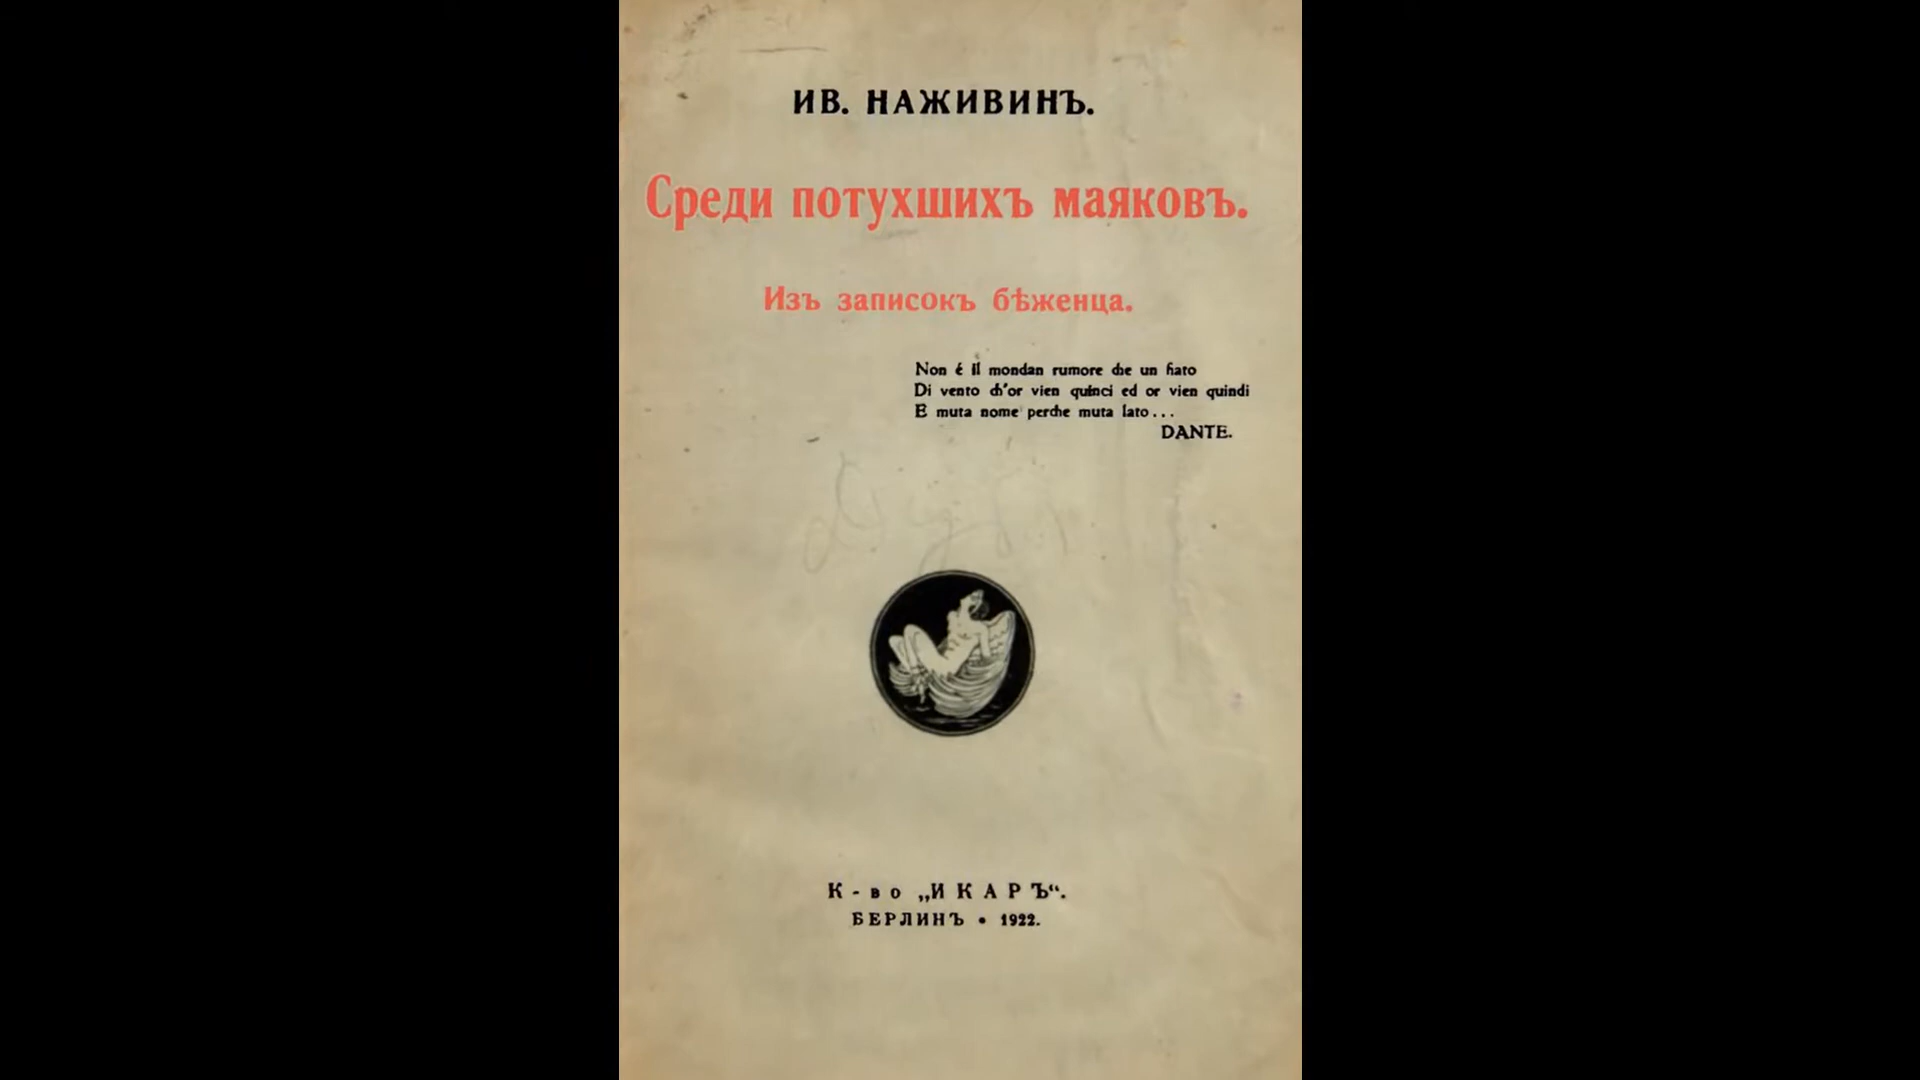 ИВ. НАЖИВИНЪ.
Среди потухшихъ маяковъ.
Изъ записокъ бѣженца.
Non é il mondan rumore che un fiato
Di vento ch'or vien quinci ed or vien quindi
E muta nome perche muta lato...
DANTE.
К-во „ИКАРЪ“.
БЕРЛИНЪ • 1922.